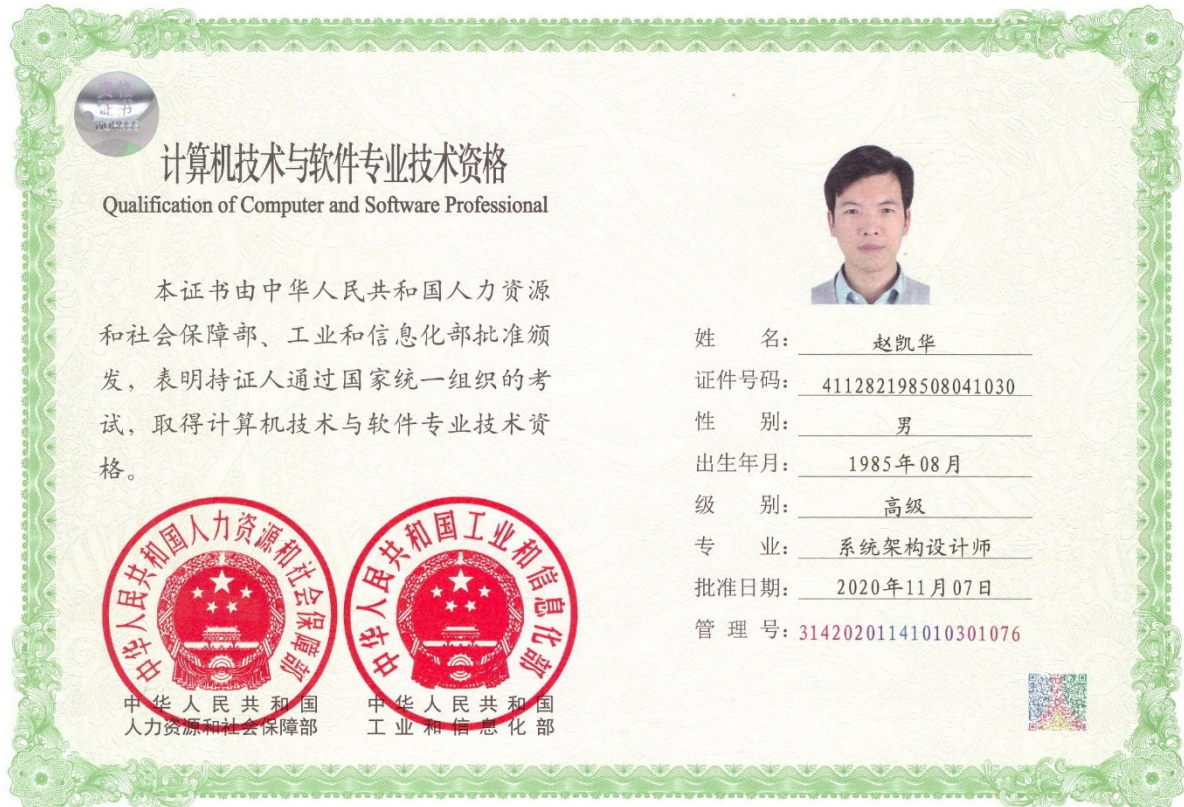 资格
证书
计算机技术与软件专业技术资格
Qualification of Computer and Software Professional
本证书由中华人民共和国人力资源
和社会保障部、工业和信息化部批准颁
发，表明持证人通过国家统一组织的考
试，取得计算机技术与软件专业技术资
格。
中华人民共和国人力资源和社会保障部
中华人民共和国工业和信息化部
中华人民共和国
人力资源和社会保障部
中华人民共和国
工业和信息化部
姓 名：赵凯华
证件号码：411282198508041030
性 别：男
出生年月：1985年08月
级 别：高级
专 业：系统架构设计师
批准日期：2020年11月07日
管 理 号：31420201141010301076